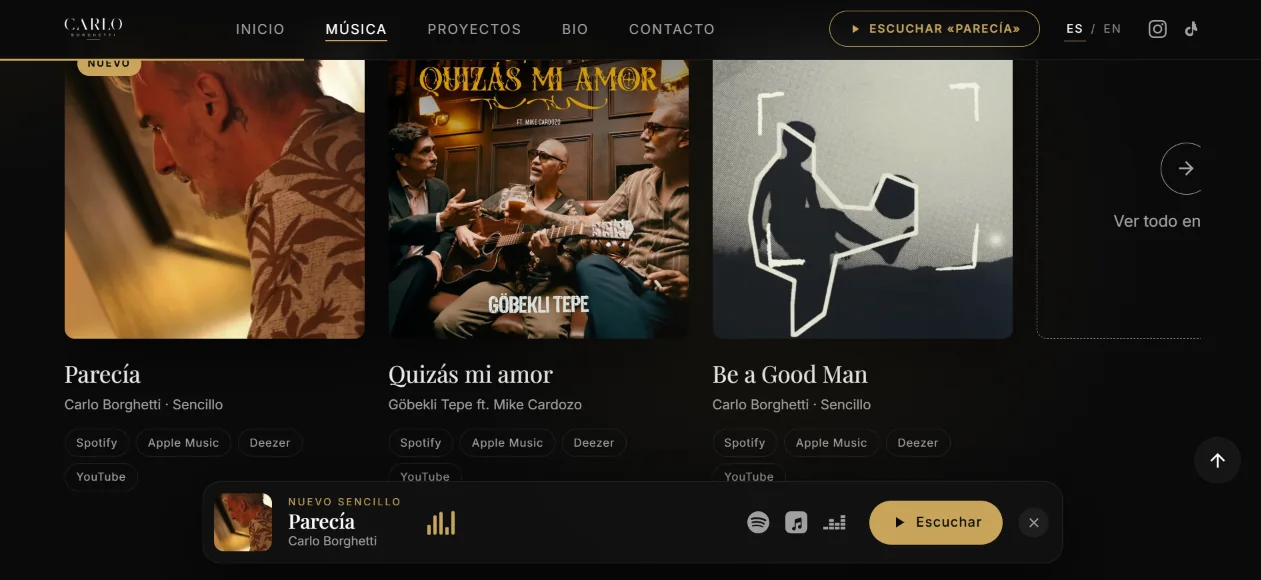 CARLO
BORGHETTI
INICIO
MÚSICA
PROYECTOS
BIO
CONTACTO
ESCUCHAR «PARECÍA»
ES / EN
NUEVO
QUIZÁS MI AMOR
FT. MIKE CARDOZO
GÖBEKLI TEPE
Ver todo en
Parecía
Carlo Borghetti · Sencillo
Spotify
Apple Music
Deezer
YouTube
Quizás mi amor
Göbekli Tepe ft. Mike Cardozo
Spotify
Apple Music
Deezer
YouTube
Be a Good Man
Carlo Borghetti · Sencillo
Spotify
Apple Music
Deezer
YouTube
NUEVO SENCILLO
Parecía
Carlo Borghetti
Escuchar